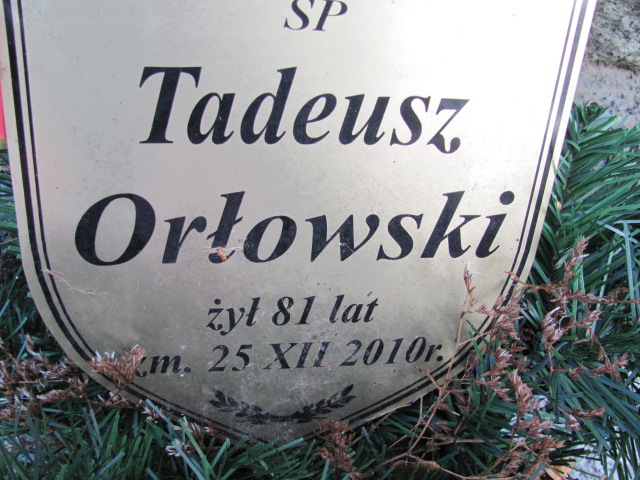 SP
Tadeusz
Orłowski
żył 81 lat
zm. 25 XII 2010r.